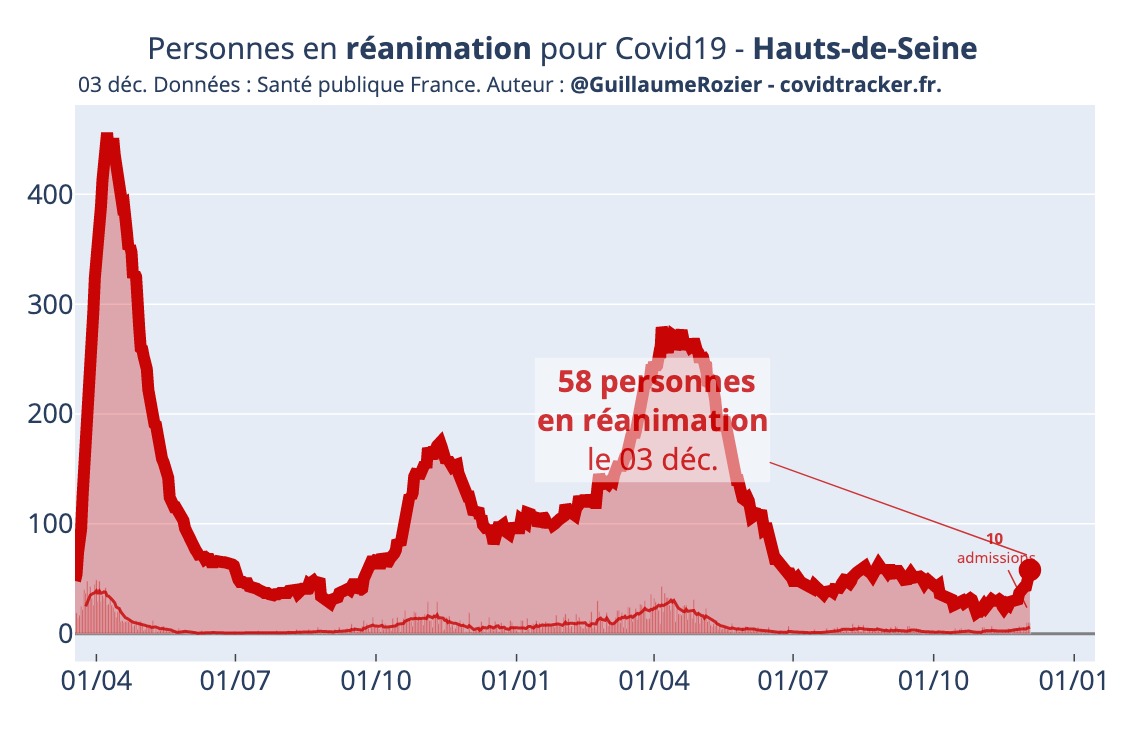 Personnes en réanimation pour Covid19 - Hauts-de-Seine
03 déc. Données : Santé publique France. Auteur : @GuillaumeRozier - covidtracker.fr.
400
300
58 personnes
en réanimation
le 03 déc.
200
100
10
admissions
0
01/04 01/07 01/10 01/01 01/04 01/07 01/10 01/01